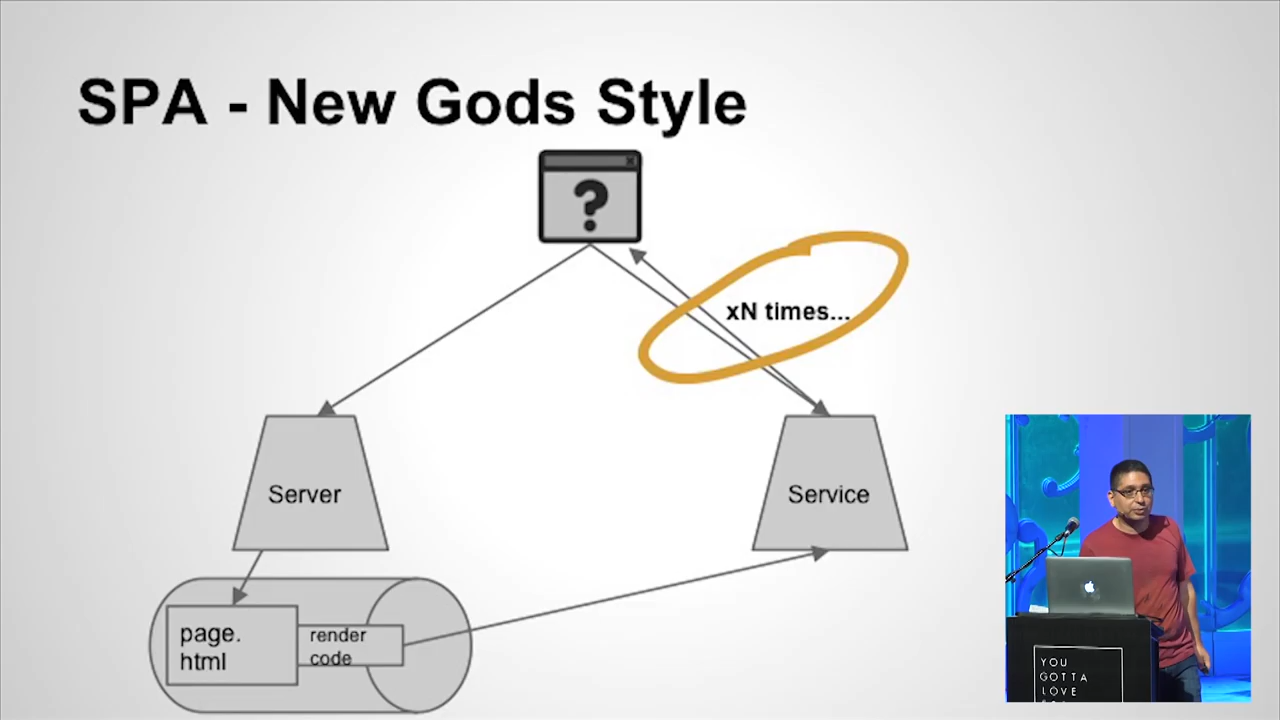 SPA - New Gods Style
?
xN times...
Server
Service
page.
html
render
code
YOU
GOTTA
LOVE